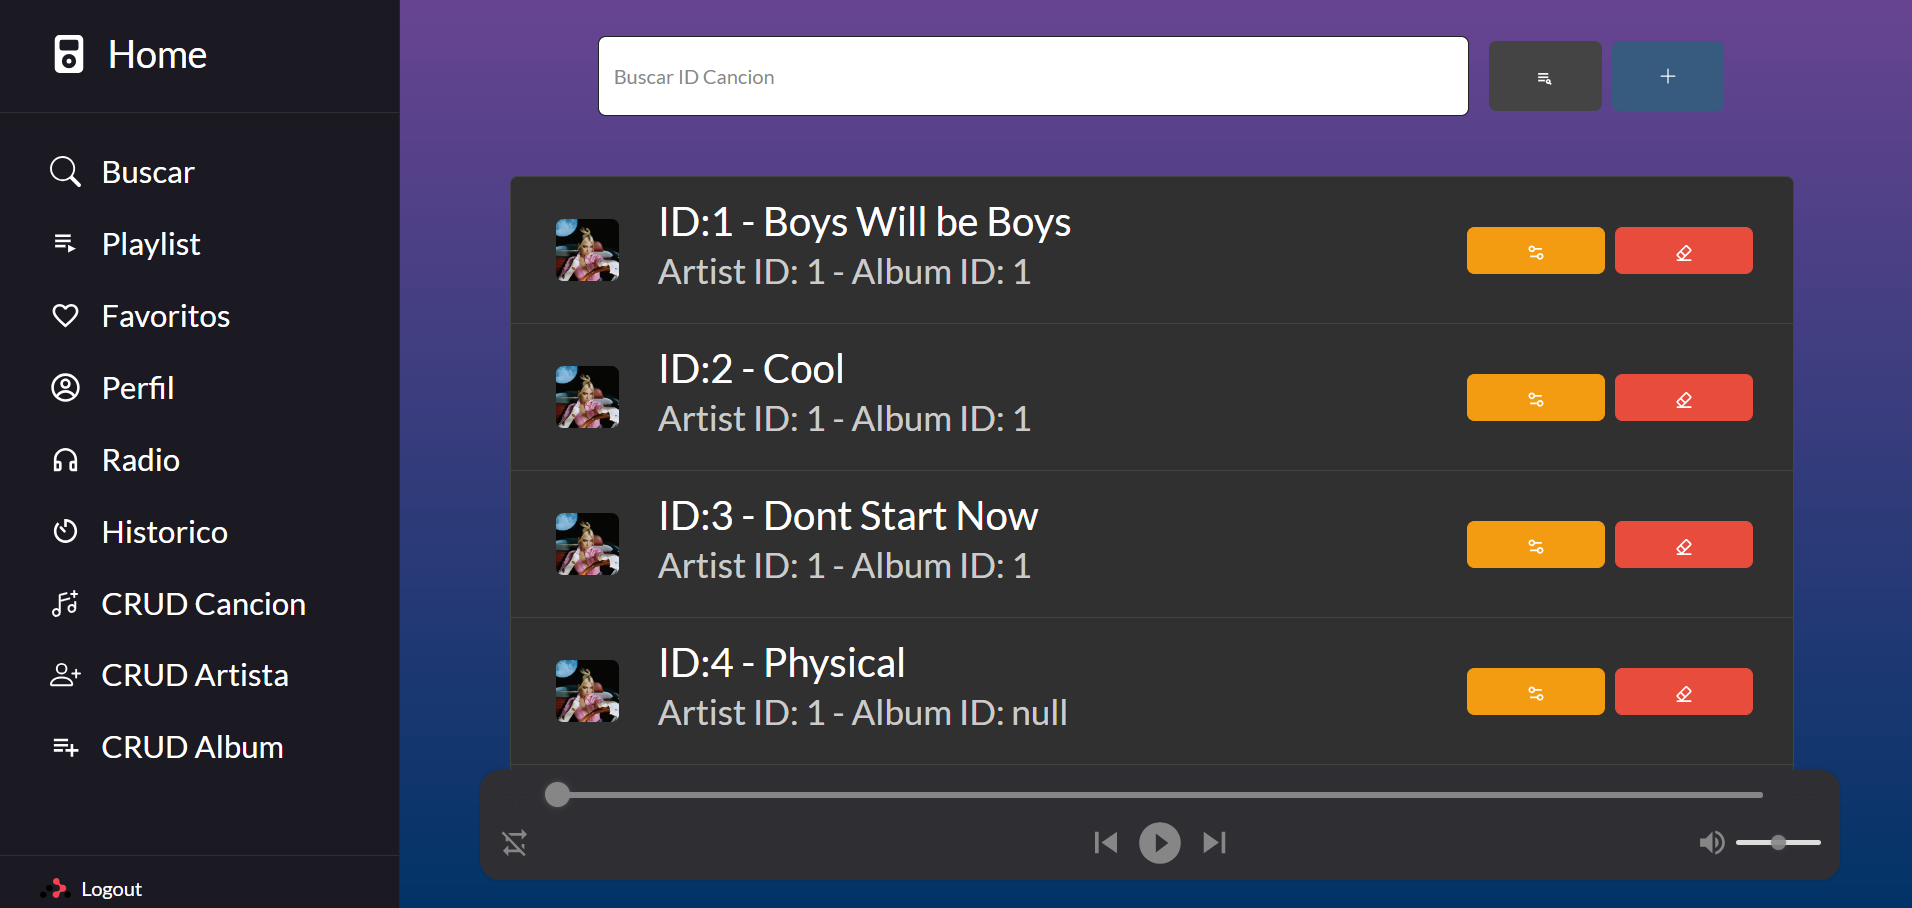 Home
Buscar
Playlist
Favoritos
Perfil
Radio
Historico
CRUD Cancion
CRUD Artista
CRUD Album
Logout
Buscar ID Cancion
ID:1 - Boys Will be Boys
Artist ID: 1 - Album ID: 1
ID:2 - Cool
Artist ID: 1 - Album ID: 1
ID:3 - Dont Start Now
Artist ID: 1 - Album ID: 1
ID:4 - Physical
Artist ID: 1 - Album ID: null